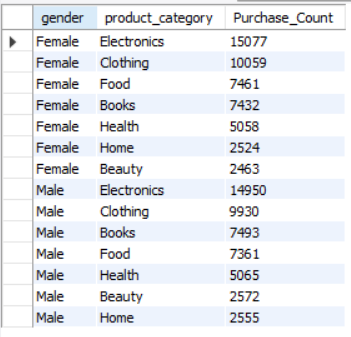 gender product_category Purchase_Count
Female Electronics 15077
Female Clothing 10059
Female Food 7461
Female Books 7432
Female Health 5058
Female Home 2524
Female Beauty 2463
Male Electronics 14950
Male Clothing 9930
Male Books 7493
Male Food 7361
Male Health 5065
Male Beauty 2572
Male Home 2555